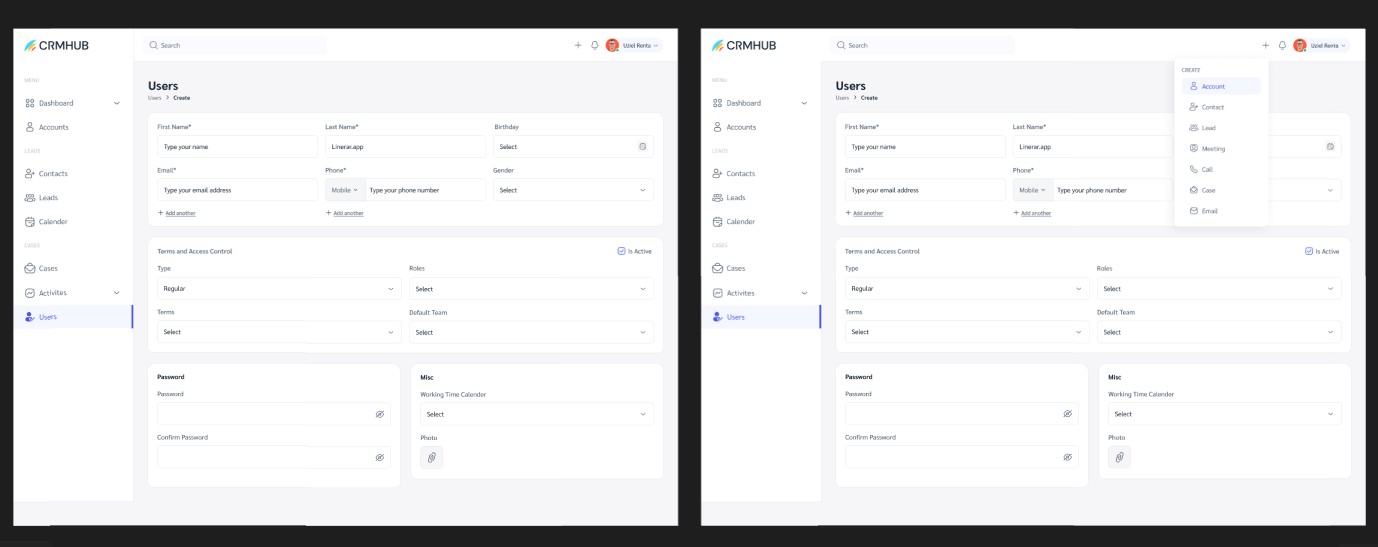 CRMHUB
Search
Uziel Renta
MENU
Dashboard
Accounts
LEADS
Contacts
Leads
Calender
CASES
Cases
Activites
Users
Users
Users > Create
First Name* Last Name* Birthday
Type your name Linerar.app Select
Email* Phone* Gender
Type your email address Mobile Type your phone number Select
+ Add another + Add another
Terms and Access Control Is Active
Type Roles
Regular Select
Terms Default Team
Select Select
Password Misc
Password Working Time Calender
Select
Confirm Password Photo
CRMHUB
Search
Uziel Renta
MENU
Dashboard
Accounts
LEADS
Contacts
Leads
Calender
CASES
Cases
Activites
Users
Users
Users > Create
CREATE
Account
Contact
Lead
Meeting
Call
Case
Email
First Name* Last Name*
Type your name Linerar.app
Email* Phone*
Type your email address Mobile Type your phone number
+ Add another + Add another
Terms and Access Control Is Active
Type Roles
Regular Select
Terms Default Team
Select Select
Password Misc
Password Working Time Calender
Select
Confirm Password Photo